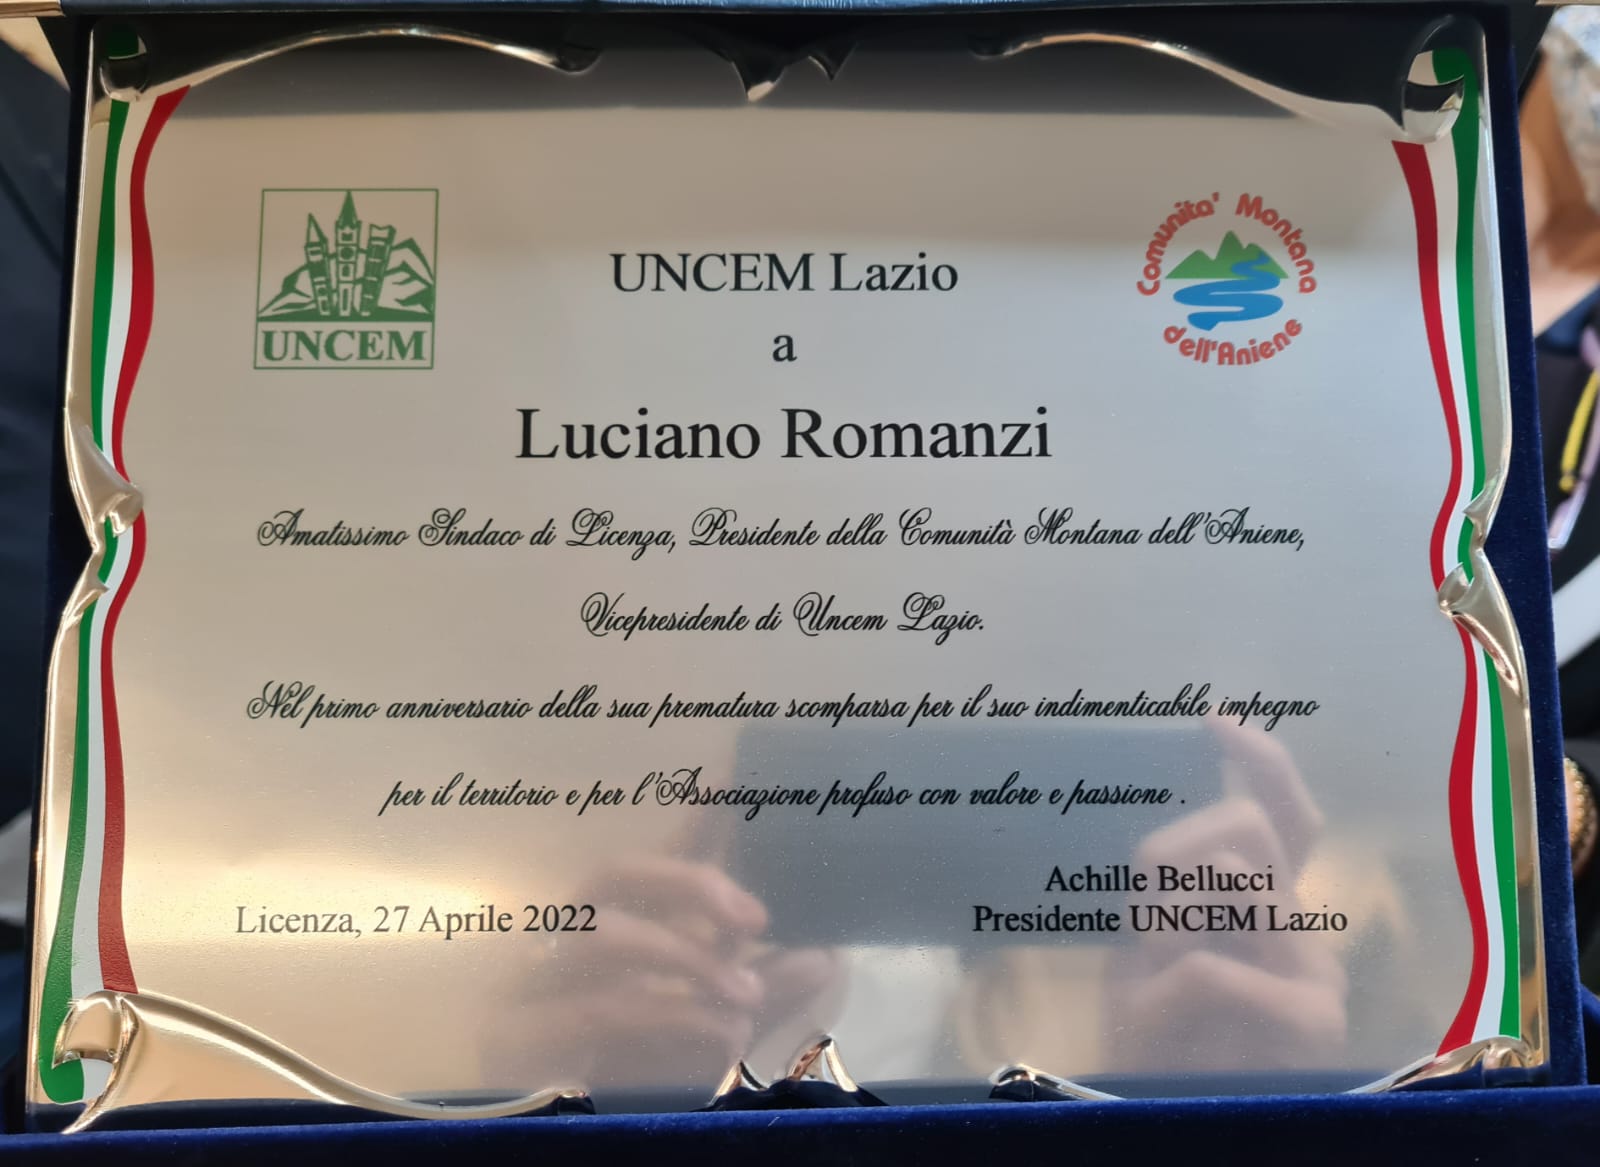 UNCEM
Comunita' Montana
dell'Aniene
UNCEM Lazio
a
Luciano Romanzi
Amatissimo Sindaco di Licenza, Presidente della Comunità Montana dell'Aniene,
Vicepresidente di Uncem Lazio.
Nel primo anniversario della sua prematura scomparsa per il suo indimenticabile impegno
per il territorio e per l'Associazione profuso con valore e passione .
Achille Bellucci
Licenza, 27 Aprile 2022
Presidente UNCEM Lazio